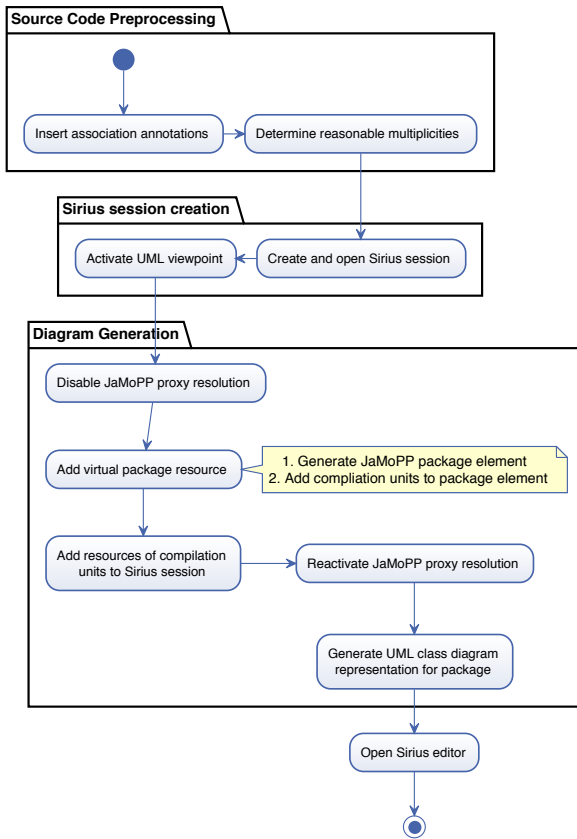 Source Code Preprocessing
Insert association annotations
Determine reasonable multiplicities
Sirius session creation
Activate UML viewpoint
Create and open Sirius session
Diagram Generation
Disable JaMoPP proxy resolution
Add virtual package resource
1. Generate JaMoPP package element
2. Add compliation units to package element
Add resources of compilation
units to Sirius session
Reactivate JaMoPP proxy resolution
Generate UML class diagram
representation for package
Open Sirius editor